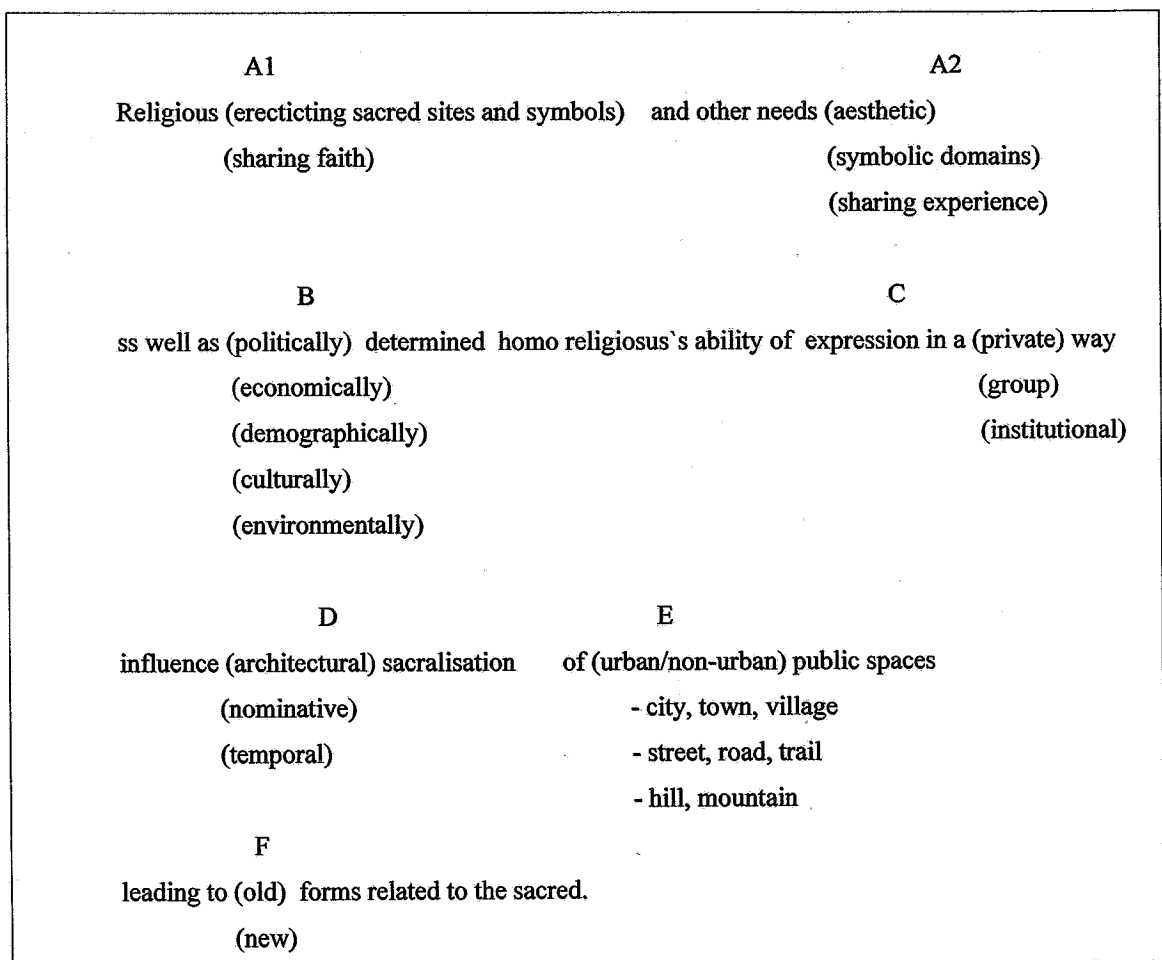 A1 A2
Religious (erecticting sacred sites and symbols) and other needs (aesthetic)
(sharing faith) (symbolic domains)
(sharing experience)
B C
ss well as (politically) determined homo religiosus`s ability of expression in a (private) way
(economically) (group)
(demographically) (institutional)
(culturally)
(environmentally)
D E
influence (architectural) sacralisation of (urban/non-urban) public spaces
(nominative) - city, town, village
(temporal) - street, road, trail
- hill, mountain
F
leading to (old) forms related to the sacred.
(new)